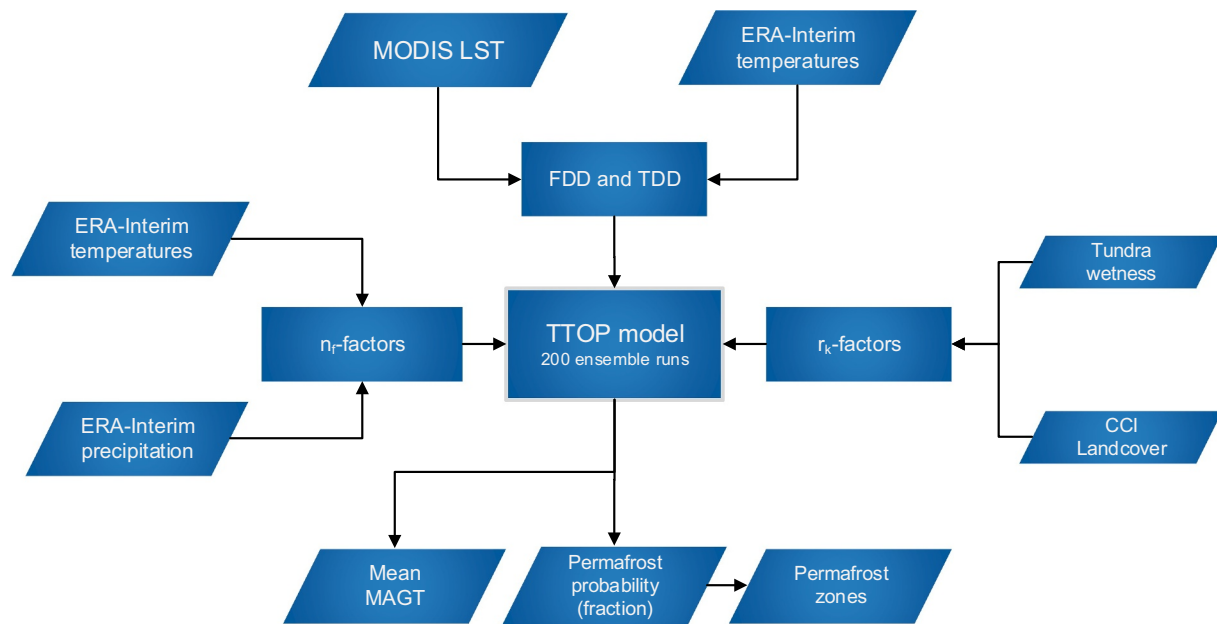 MODIS LST
ERA-Interim
temperatures
FDD and TDD
ERA-Interim
temperatures
Tundra
wetness
nf-factors
TTOP model
200 ensemble runs
rk-factors
ERA-Interim
precipitation
CCI
Landcover
Mean
MAGT
Permafrost
probability
(fraction)
Permafrost
zones